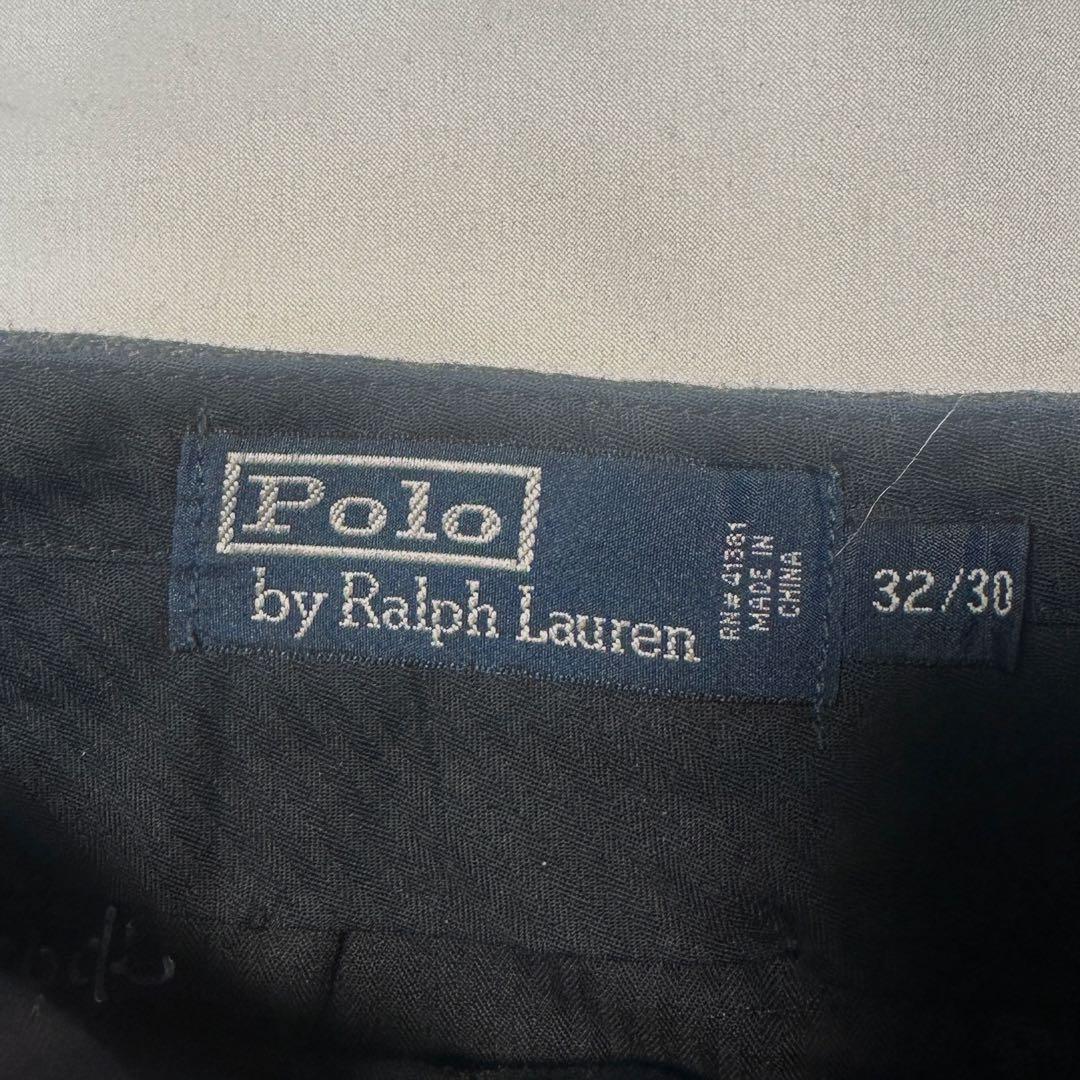 Polo
by Ralph Lauren
RN# 41381
MADE IN
CHINA
32/30